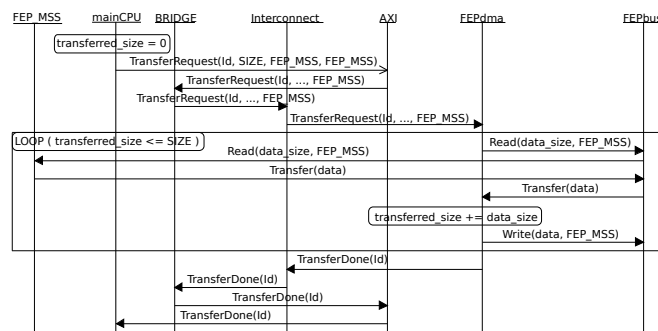 FEP_MSS mainCPU BRIDGE Interconnect AXI FEPdma FEPbus
transferred_size = 0
TransferRequest(Id, SIZE, FEP_MSS, FEP_MSS)
TransferRequest(Id, ..., FEP_MSS)
TransferRequest(Id, ..., FEP_MSS)
TransferRequest(Id, ..., FEP_MSS)
LOOP ( transferred_size <= SIZE )
Read(data_size, FEP_MSS)
Read(data_size, FEP_MSS)
Transfer(data)
Transfer(data)
transferred_size += data_size
Write(data, FEP_MSS)
TransferDone(Id)
TransferDone(Id)
TransferDone(Id)
TransferDone(Id)